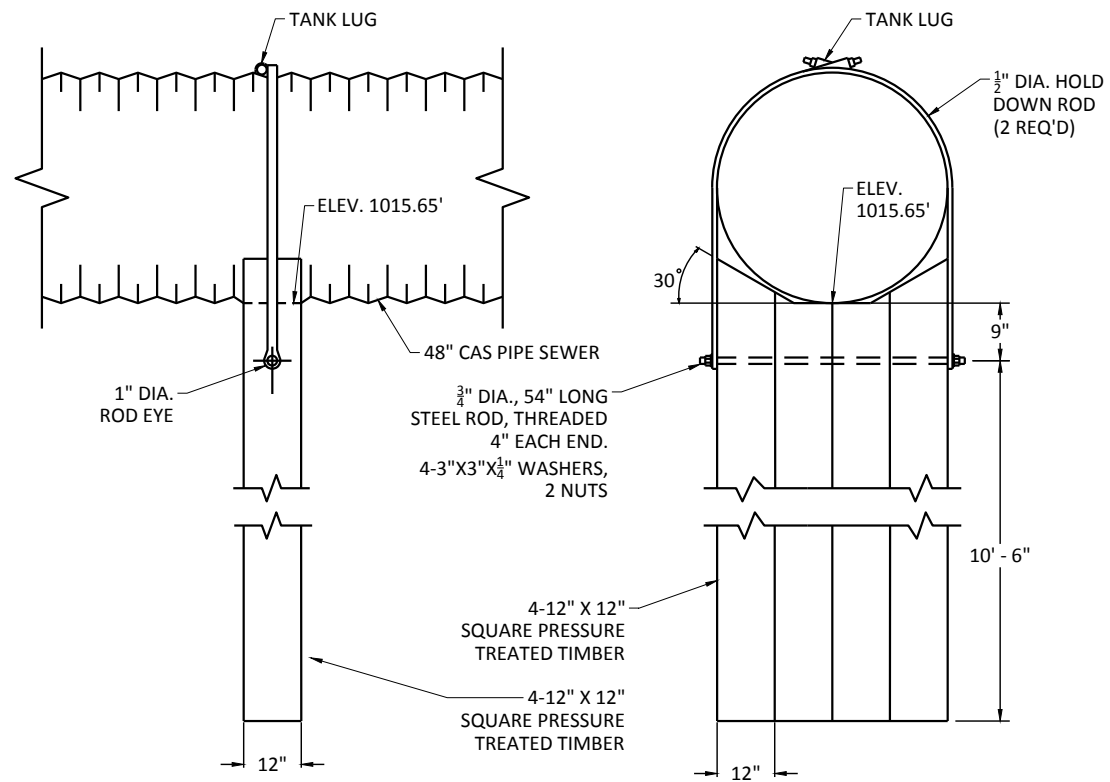 TANK LUG
ELEV. 1015.65'
48" CAS PIPE SEWER
1" DIA.
ROD EYE
12"
TANK LUG
1/2" DIA. HOLD
DOWN ROD
(2 REQ'D)
ELEV.
1015.65'
30°
9"
3/4" DIA., 54" LONG
STEEL ROD, THREADED
4" EACH END.
4-3"X3"X1/4" WASHERS,
2 NUTS
10' - 6"
4-12" X 12"
SQUARE PRESSURE
TREATED TIMBER
4-12" X 12"
SQUARE PRESSURE
TREATED TIMBER
12"